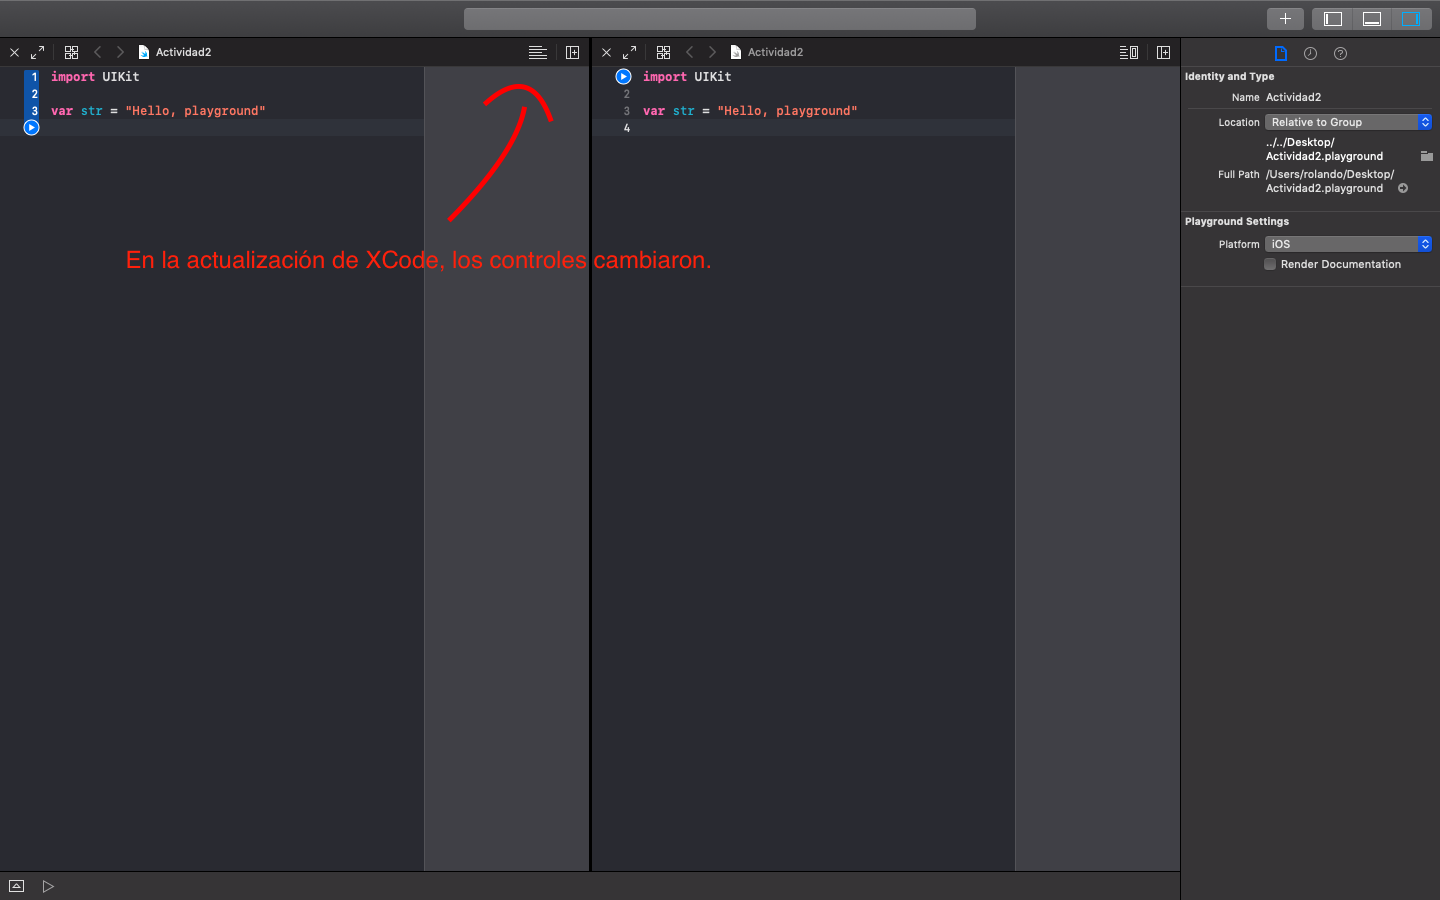 Actividad2
1 import UIKit
2
3 var str = "Hello, playground"
Actividad2
import UIKit
2
3 var str = "Hello, playground"
4
En la actualización de XCode, los controles cambiaron.
Identity and Type
Name Actividad2
Location Relative to Group
../../Desktop/
Actividad2.playground
Full Path /Users/rolando/Desktop/
Actividad2.playground
Playground Settings
Platform iOS
Render Documentation